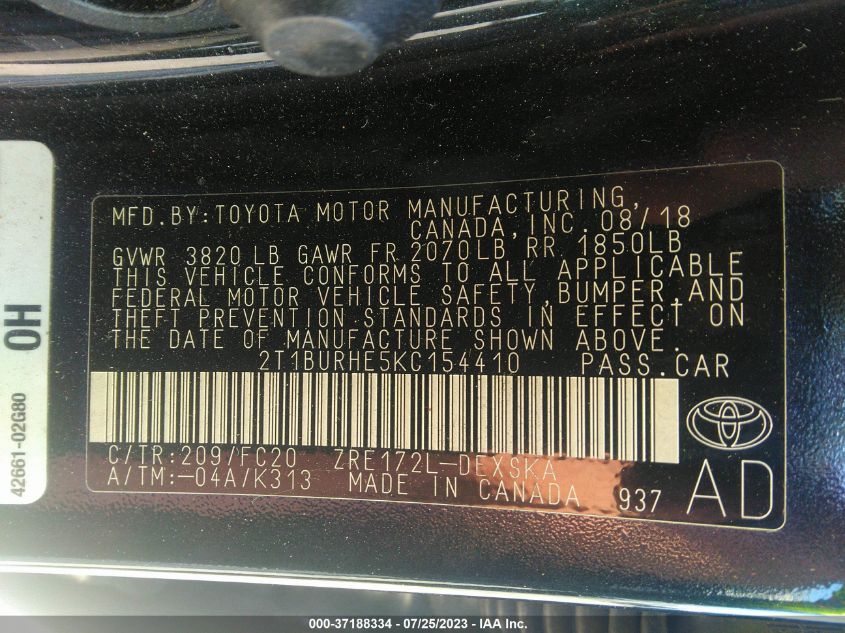 MFD.BY:TOYOTA MOTOR MANUFACTURING,
CANADA,INC. 08/18
GVWR 3820 LB GAWR FR 2070LB RR 1850LB
THIS VEHICLE CONFORMS TO ALL APPLICABLE
FEDERAL MOTOR VEHICLE SAFETY,BUMPER,AND
THEFT PREVENTION STANDARDS IN EFFECT ON
THE DATE OF MANUFACTURE SHOWN ABOVE.
2T1BURHE5KC154410 PASS.CAR
C/TR:209/FC20 ZRE172L-DEXSKA
A/TM:-04A/K313 MADE IN CANADA 937
AD
42661-02G80 0H
000-37188334 / 07/25/2023 - IAA Inc.